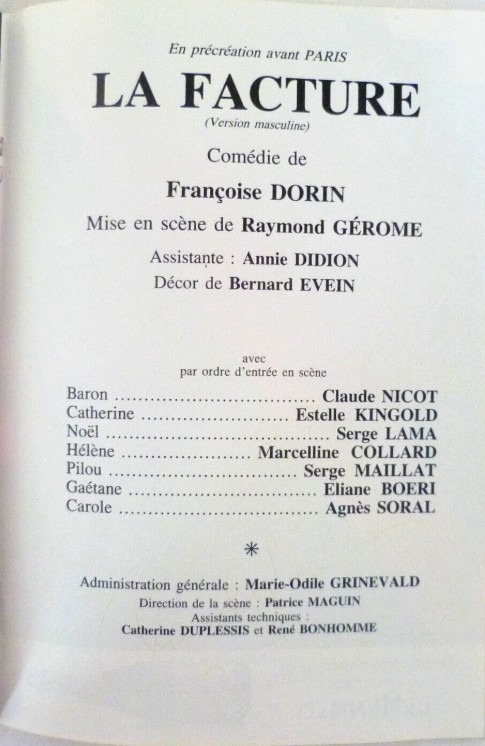 En précréation avant PARIS
LA FACTURE
(Version masculine)
Comédie de
Françoise DORIN
Mise en scène de Raymond GÉROME
Assistante : Annie DIDION
Décor de Bernard EVEIN
avec
par ordre d'entrée en scène
Baron .................................. Claude NICOT
Catherine ........................ Estelle KINGOLD
Noël ...................................... Serge LAMA
Hélène ...................... Marcelline COLLARD
Pilou ................................ Serge MAILLAT
Gaétane ................................ Eliane BOERI
Carole .................................. Agnès SORAL
Administration générale : Marie-Odile GRINEVALD
Direction de la scène : Patrice MAGUIN
Assistants techniques :
Catherine DUPLESSIS et René BONHOMME